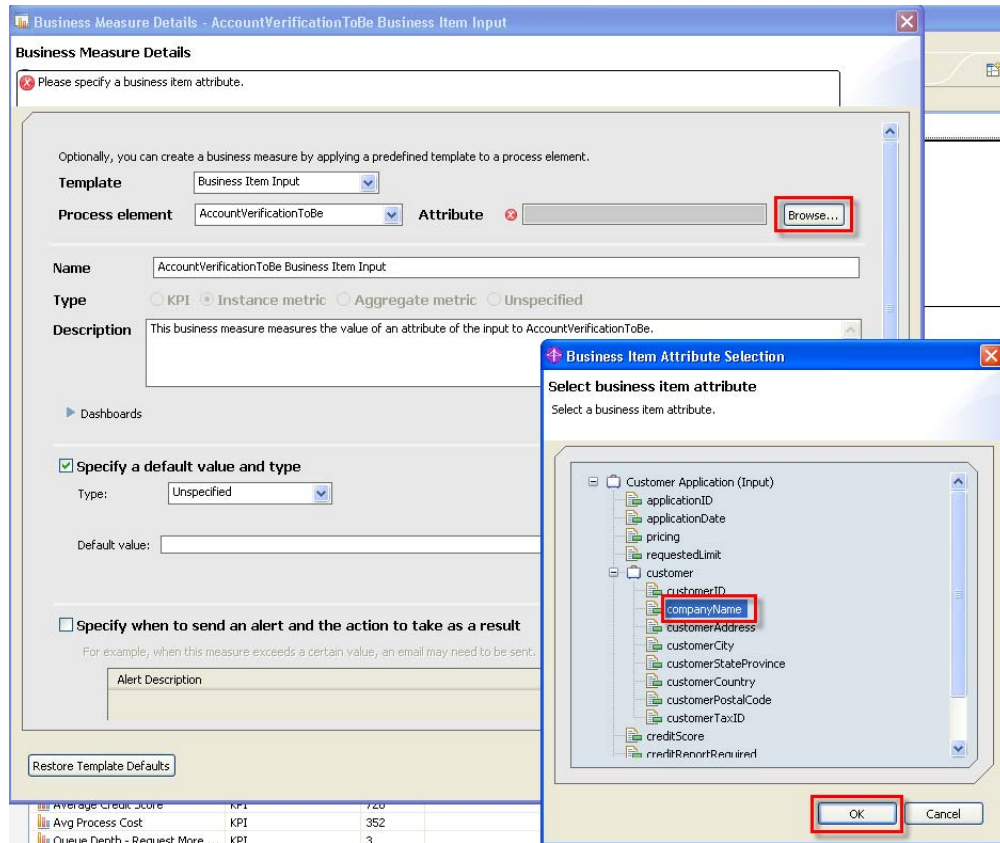 Business Measure Details - AccountVerificationToBe Business Item Input
Business Measure Details
Please specify a business item attribute.
Optionally, you can create a business measure by applying a predefined template to a process element.
Template Business Item Input
Process element AccountVerificationToBe Attribute Browse...
Name AccountVerificationToBe Business Item Input
Type KPI Instance metric Aggregate metric Unspecified
Description This business measure measures the value of an attribute of the input to AccountVerificationToBe.
Dashboards
Specify a default value and type
Type: Unspecified
Default value:
Specify when to send an alert and the action to take as a result
For example, when this measure exceeds a certain value, an email may need to be sent.
Alert Description
Restore Template Defaults
Business Item Attribute Selection
Select business item attribute
Select a business item attribute.
Customer Application (Input)
applicationID
applicationDate
pricing
requestedLimit
customer
customerID
companyName
customerAddress
customerCity
customerStateProvince
customerCountry
customerPostalCode
customerTaxID
creditScore
creditReportRequired
OK Cancel
Average Credit Score KPI 720
Avg Process Cost KPI 352
Queue Depth - Request More ... KPI 3